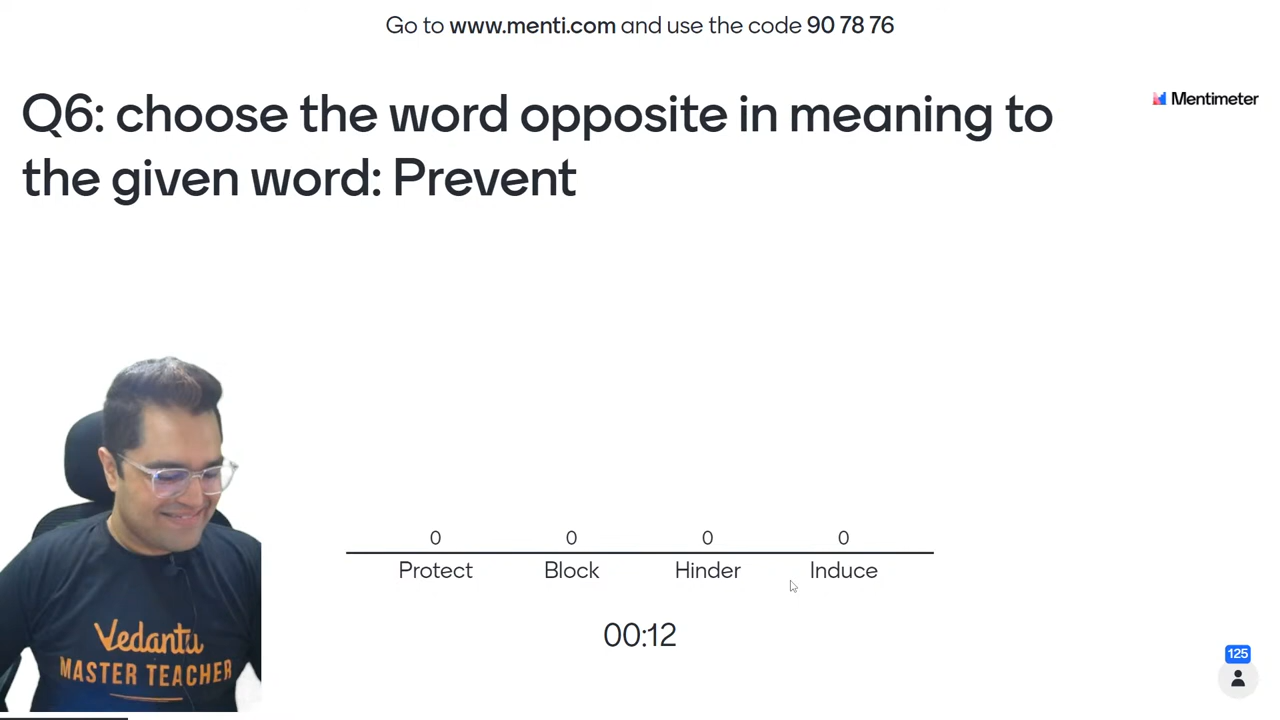 Go to www.menti.com and use the code 90 78 76
Q6: choose the word opposite in meaning to
the given word: Prevent
Mentimeter
0 0 0 0
Protect Block Hinder Induce
00:12
Vedantu
MASTER TEACHER
125